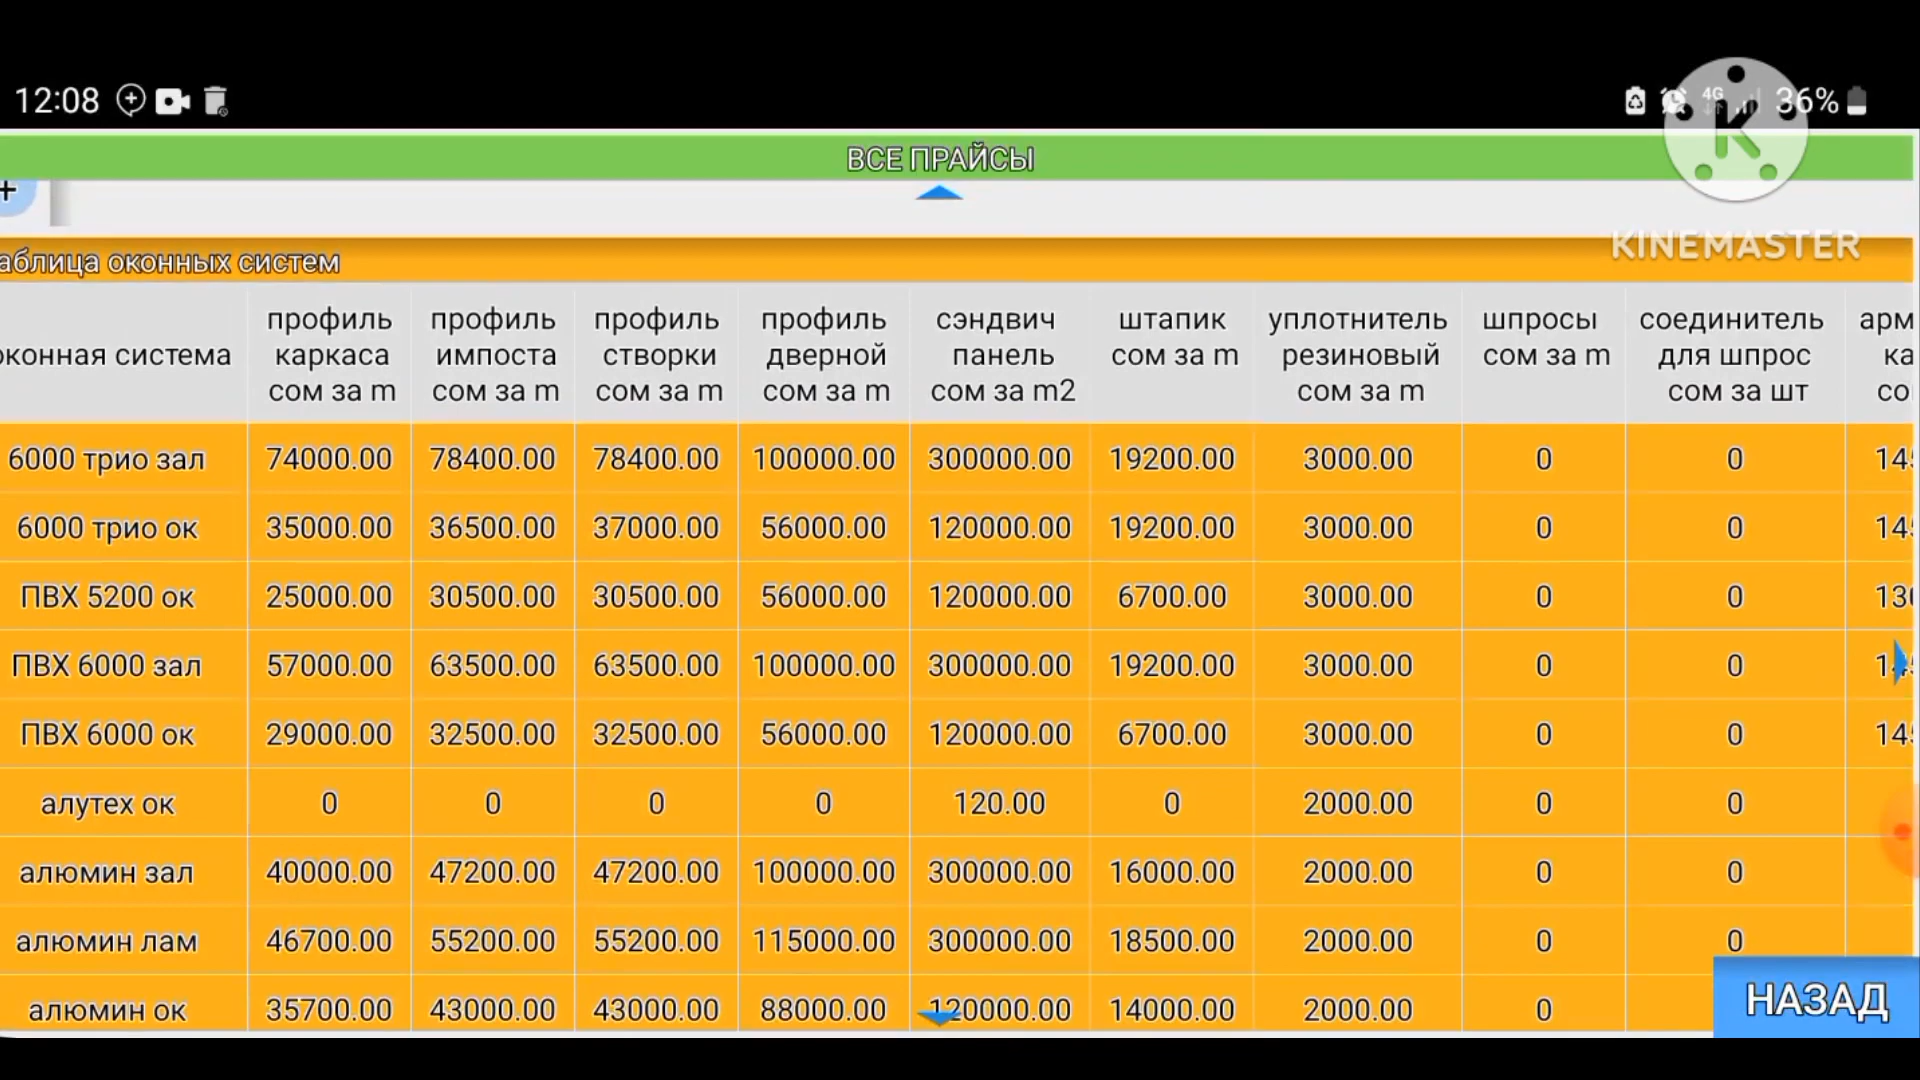 12:08 4G 36%
ВСЕ ПРАЙСЫ
+
KINEMASTER
аблица оконных систем
оконная система профиль каркаса сом за m профиль импоста сом за m профиль створки сом за m профиль дверной сом за m сэндвич панель сом за m2 штапик сом за m уплотнитель резиновый сом за m шпросы сом за m соединитель для шпрос сом за шт арм ка со
6000 трио зал 74000.00 78400.00 78400.00 100000.00 300000.00 19200.00 3000.00 0 0 145
6000 трио ок 35000.00 36500.00 37000.00 56000.00 120000.00 19200.00 3000.00 0 0 145
ПВХ 5200 ок 25000.00 30500.00 30500.00 56000.00 120000.00 6700.00 3000.00 0 0 130
ПВХ 6000 зал 57000.00 63500.00 63500.00 100000.00 300000.00 19200.00 3000.00 0 0 145
ПВХ 6000 ок 29000.00 32500.00 32500.00 56000.00 120000.00 6700.00 3000.00 0 0 145
алутех ок 0 0 0 0 120.00 0 2000.00 0 0
алюмин зал 40000.00 47200.00 47200.00 100000.00 300000.00 16000.00 2000.00 0 0
алюмин лам 46700.00 55200.00 55200.00 115000.00 300000.00 18500.00 2000.00 0 0
алюмин ок 35700.00 43000.00 43000.00 88000.00 120000.00 14000.00 2000.00 0
НАЗАД